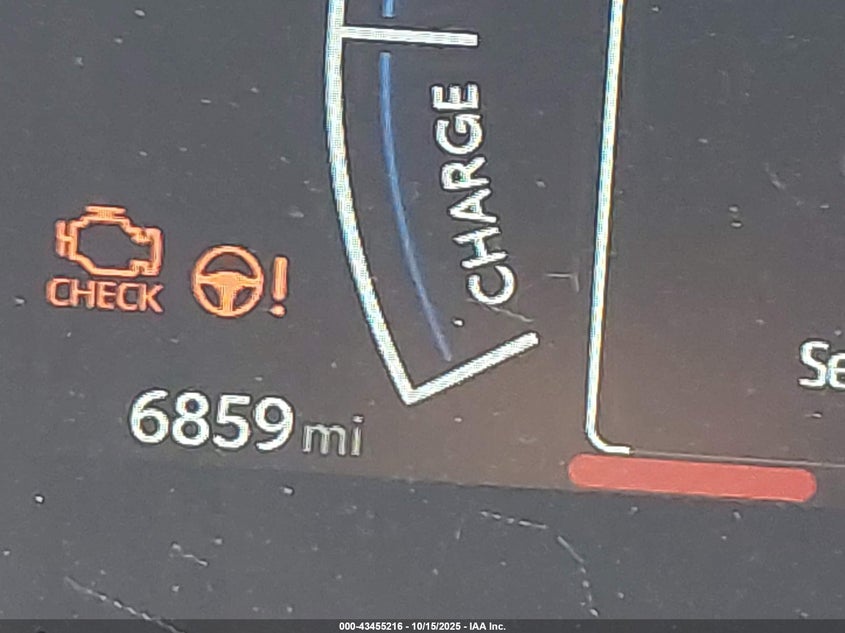 CHARGE
CHECK
!
6859 mi
Se
000-43455216 - 10/15/2025 - IAA Inc.